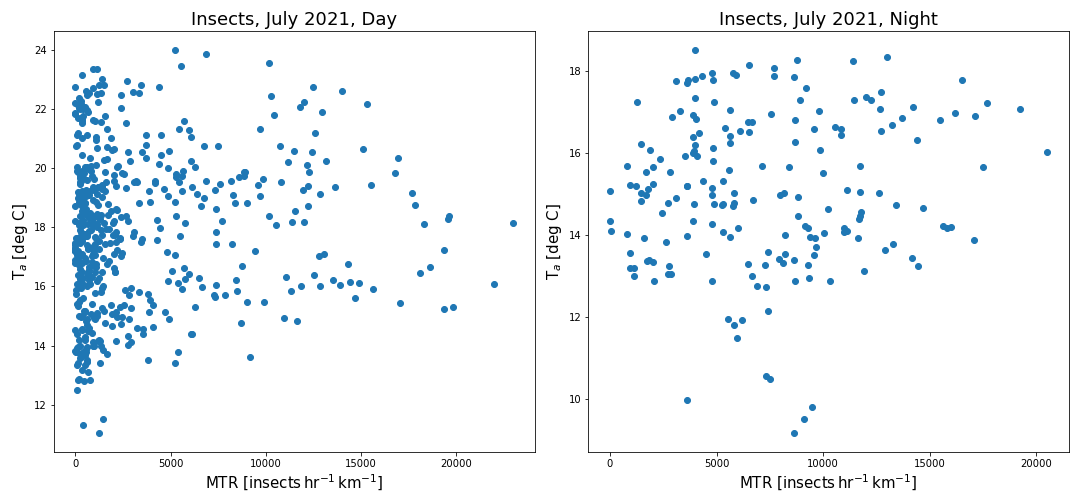 Insects, July 2021, Day
24
22
20
18
16
14
12
T_a [deg C]
0 5000 10000 15000 20000
MTR [insects hr⁻¹ km⁻¹]
Insects, July 2021, Night
18
16
14
12
10
T_a [deg C]
0 5000 10000 15000 20000
MTR [insects hr⁻¹ km⁻¹]